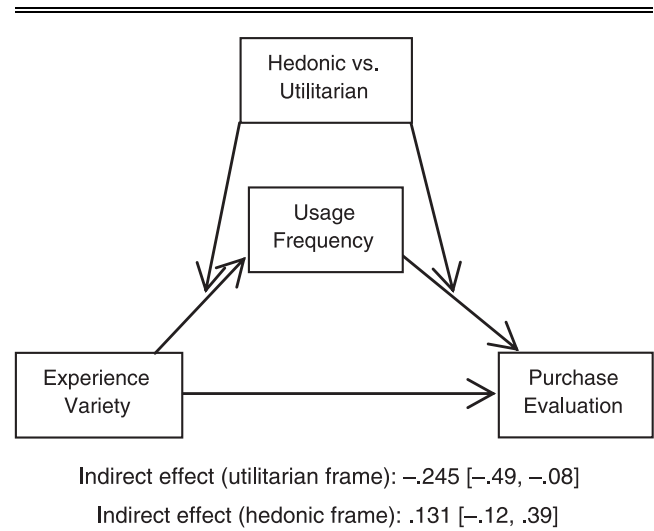 Hedonic vs.
Utilitarian
Usage
Frequency
Experience
Variety
Purchase
Evaluation
Indirect effect (utilitarian frame): –.245 [–.49, –.08]
Indirect effect (hedonic frame): .131 [–.12, .39]